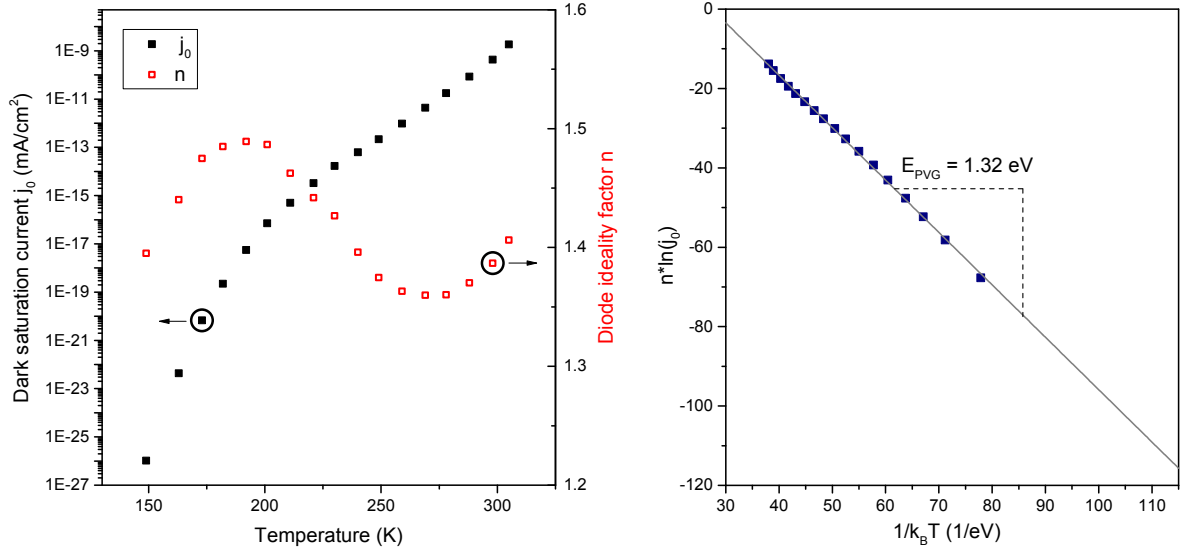 j₀
n
Dark saturation current j₀ (mA/cm²)
1E-9
1E-11
1E-13
1E-15
1E-17
1E-19
1E-21
1E-23
1E-25
1E-27
150 200 250 300
Temperature (K)
1.6
1.5
1.4
1.3
1.2
Diode ideality factor n
n*ln(j₀)
-0
-20
-40
-60
-80
-100
-120
E_PVG = 1.32 eV
30 40 50 60 70 80 90 100 110
1/k_BT (1/eV)